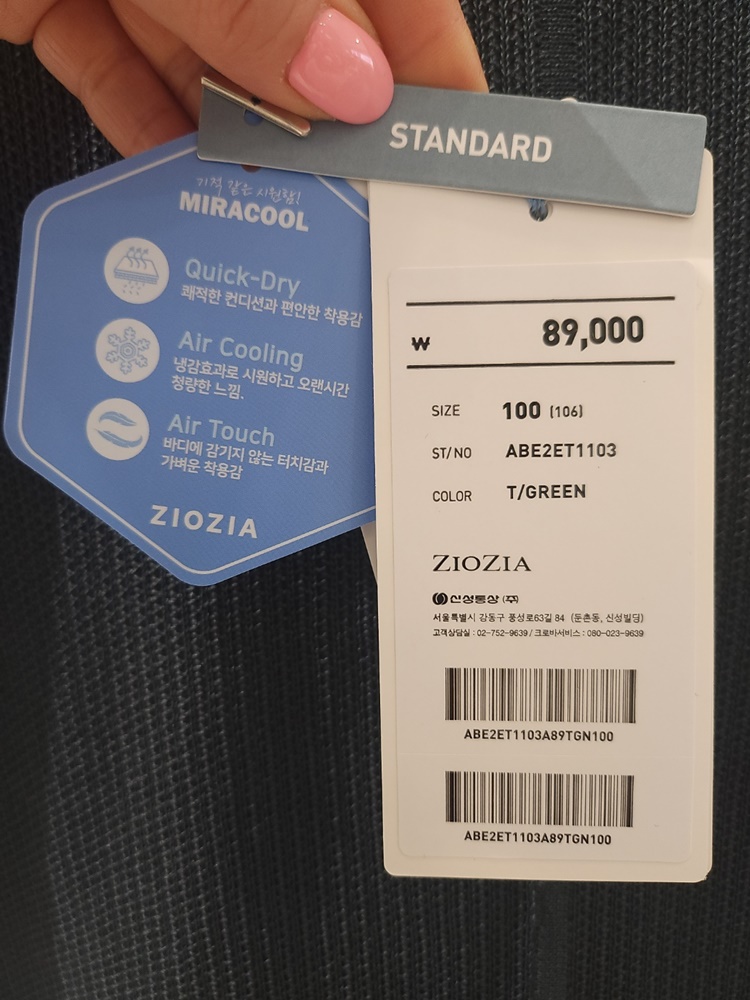 STANDARD
기적 같은 시원함!
MIRACOOL
Quick-Dry
쾌적한 컨디션과 편안한 착용감
Air Cooling
냉감효과로 시원하고 오랜시간
청량한 느낌.
Air Touch
바디에 감기지 않는 터치감과
가벼운 착용감
ZIOZIA
₩ 89,000
SIZE 100 (106)
ST/NO ABE2ET1103
COLOR T/GREEN
ZIOZIA
신성통상 (주)
서울특별시 강동구 풍성로63길 84 (둔촌동, 신성빌딩)
고객상담실 : 02-752-9639 / 크로바서비스 : 080-023-9639
ABE2ET1103A89TGN100
ABE2ET1103A89TGN100